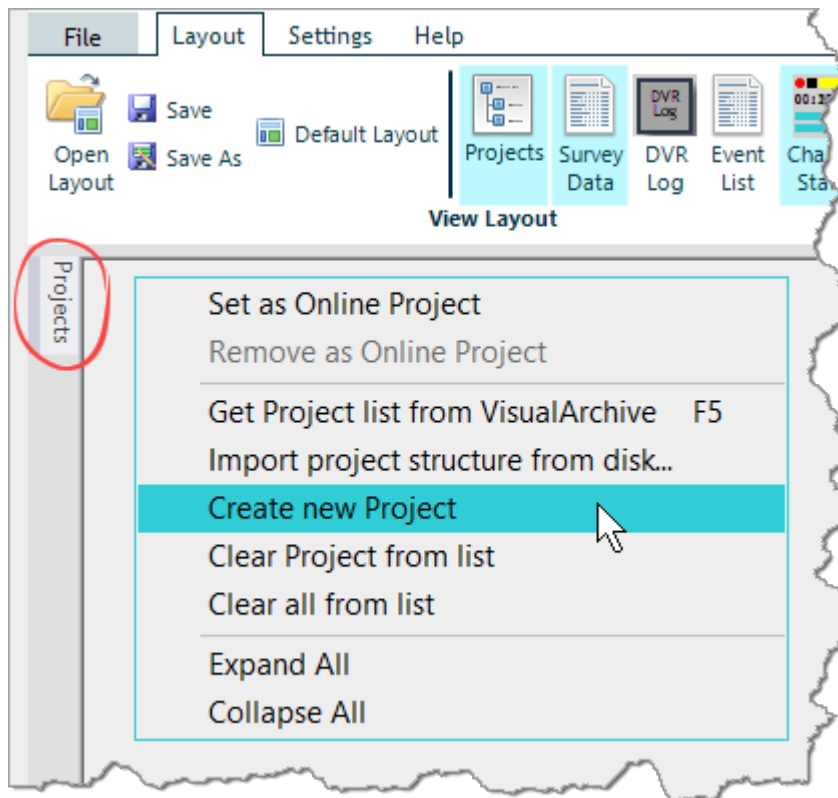 File Layout Settings Help
Open Layout
Save
Save As
Default Layout
Projects
Survey Data
DVR Log
DVR Log
Event List
View Layout
Projects
Set as Online Project
Remove as Online Project
Get Project list from VisualArchive F5
Import project structure from disk...
Create new Project
Clear Project from list
Clear all from list
Expand All
Collapse All